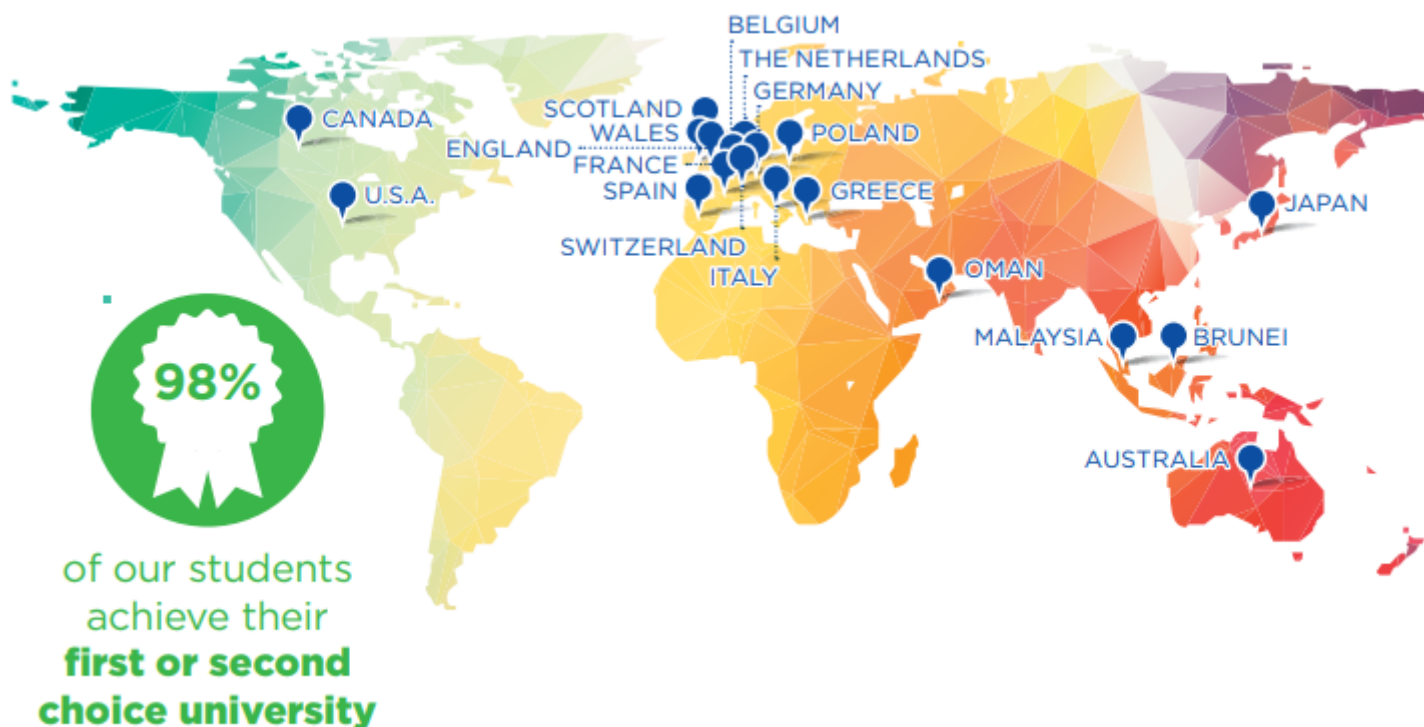 BELGIUM
THE NETHERLANDS
GERMANY
SCOTLAND
WALES
ENGLAND
FRANCE
SPAIN
POLAND
GREECE
SWITZERLAND
ITALY
CANADA
U.S.A.
OMAN
JAPAN
MALAYSIA
BRUNEI
AUSTRALIA
98%
of our students
achieve their
first or second
choice university